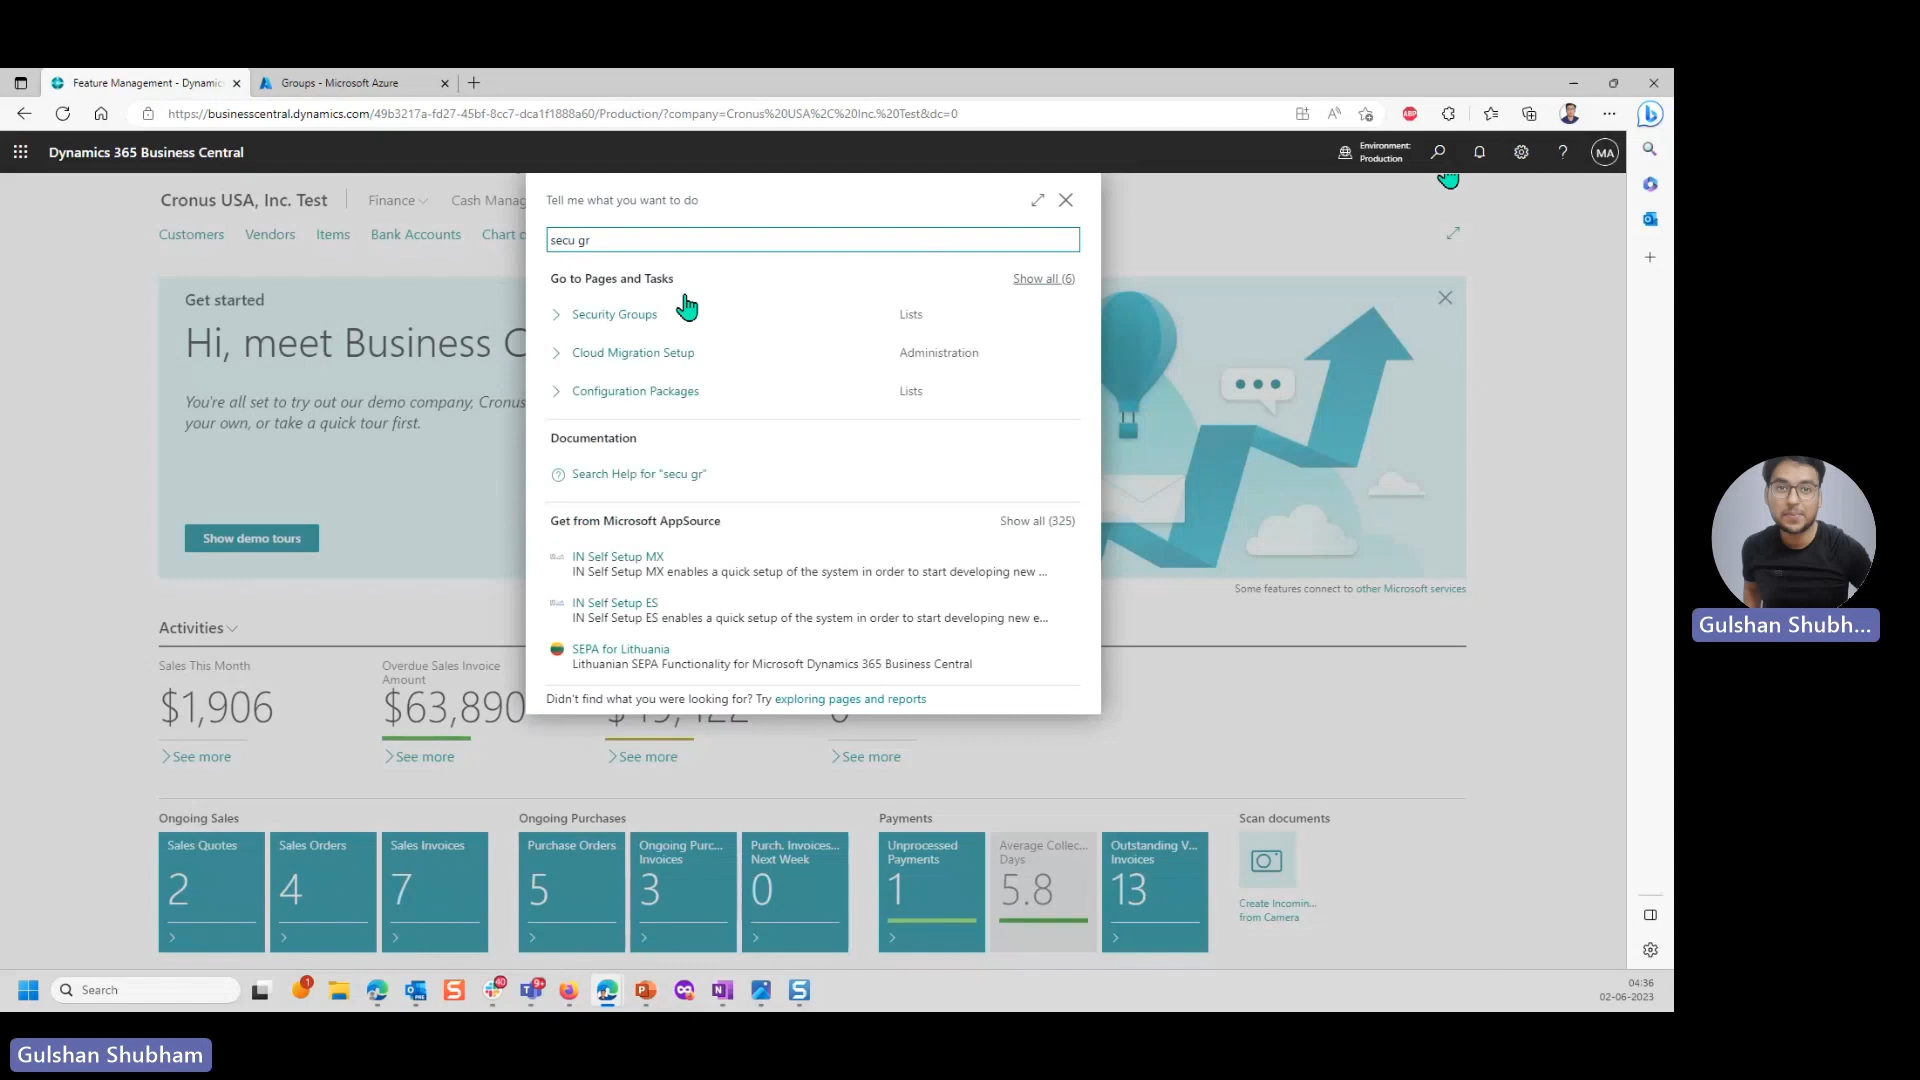 Feature Management - Dynamic
Groups - Microsoft Azure
https://businesscentral.dynamics.com/49b3217a-fd27-45bf-8cc7-dca1f1888a60/Production/?company=Cronus%20USA%2C%20Inc.%20Test&dc=0
Dynamics 365 Business Central
Environment:
Production
MA
Cronus USA, Inc. Test
Finance
Cash Manag
Customers
Vendors
Items
Bank Accounts
Chart o
Get started
Hi, meet Business C
You're all set to try out our demo company, Cronus
your own, or take a quick tour first.
Show demo tours
Some features connect to other Microsoft services
Tell me what you want to do
secu gr
Go to Pages and Tasks
Show all (6)
Security Groups
Lists
Cloud Migration Setup
Administration
Configuration Packages
Lists
Documentation
Search Help for "secu gr"
Get from Microsoft AppSource
Show all (325)
IN Self Setup MX
IN Self Setup MX enables a quick setup of the system in order to start developing new ...
IN Self Setup ES
IN Self Setup ES enables a quick setup of the system in order to start developing new e...
SEPA for Lithuania
Lithuanian SEPA Functionality for Microsoft Dynamics 365 Business Central
Didn't find what you were looking for? Try exploring pages and reports
Activities
Sales This Month
$1,906
See more
Overdue Sales Invoice
Amount
$63,890
See more
See more
See more
Ongoing Sales
Sales Quotes
2
Sales Orders
4
Sales Invoices
7
Ongoing Purchases
Purchase Orders
5
Ongoing Purc...
Invoices
3
Purch. Invoices...
Next Week
0
Payments
Unprocessed
Payments
1
Average Collec...
Days
5.8
Outstanding V...
Invoices
13
Scan documents
Create Incomin...
from Camera
Search
04:36
02-06-2023
Gulshan Shubh...
Gulshan Shubham